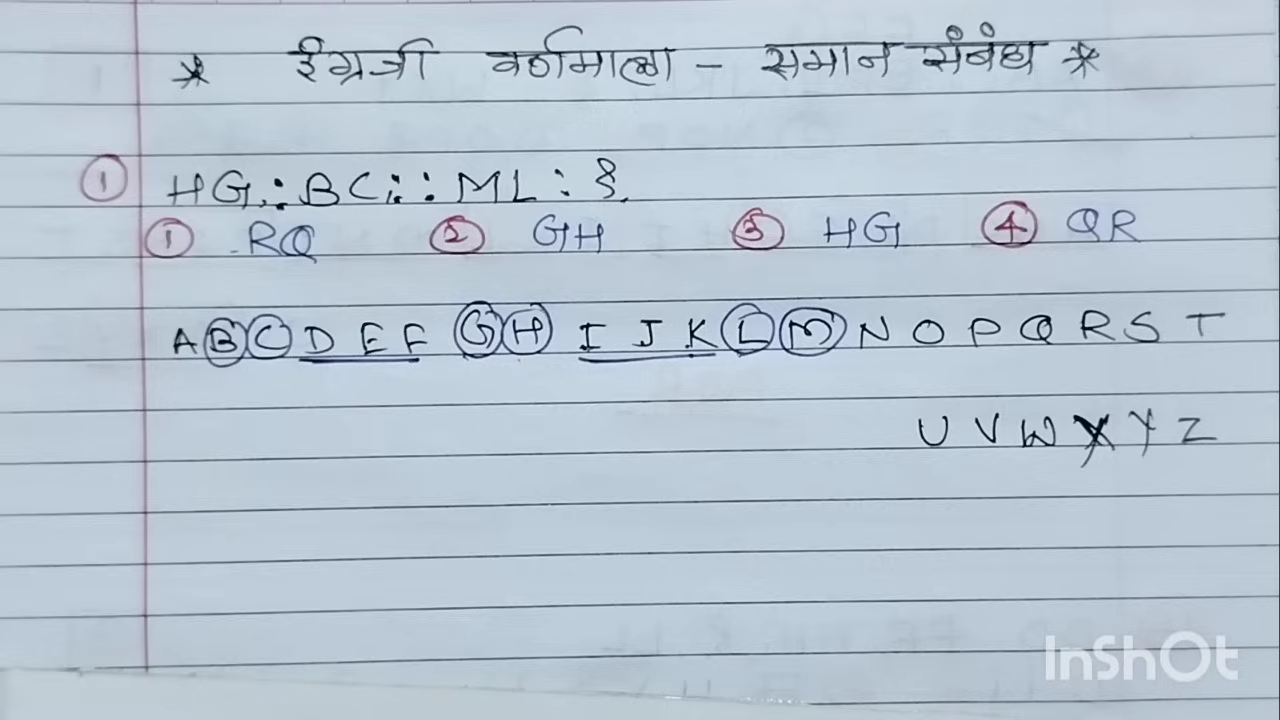 * इंग्रजी वर्णमाळा - समान संबंध *
① HG : BC :: ML : ?
① RQ ② GH ③ HG ④ QR
A B C D E F G H I J K L M N O P Q R S T
U V W X Y Z
InShOt